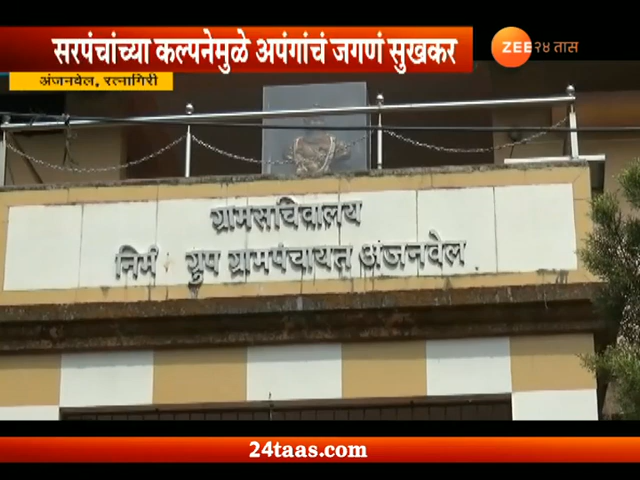 सरपंचांच्या कल्पनेमुळे अपंगांचं जगणं सुखकर
ZEE २४ तास
अंजनवेल, रत्नागिरी
ग्रामसचिवालय
निर्म ग्रुप ग्रामपंचायत अंजनवेल
24taas.com